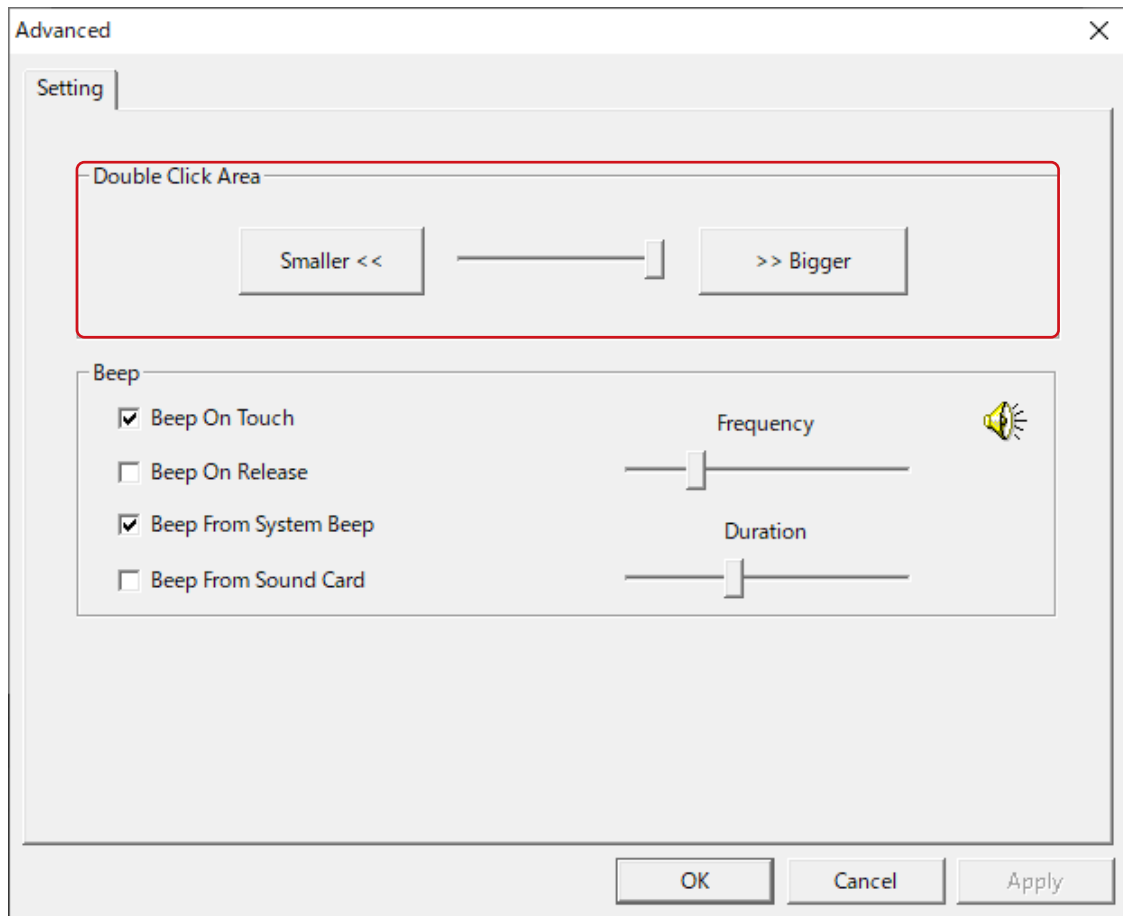 Advanced
Setting
Double Click Area
Smaller << >> Bigger
Beep
Beep On Touch
Frequency
Beep On Release
Beep From System Beep
Duration
Beep From Sound Card
OK Cancel Apply